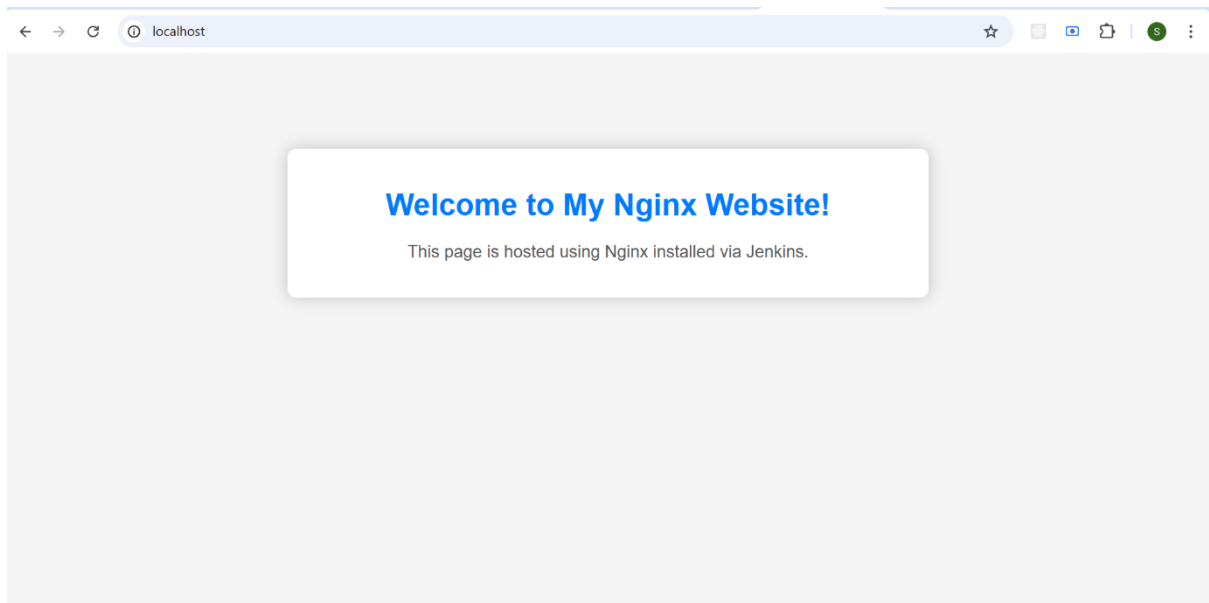 localhost
S
Welcome to My Nginx Website!
This page is hosted using Nginx installed via Jenkins.